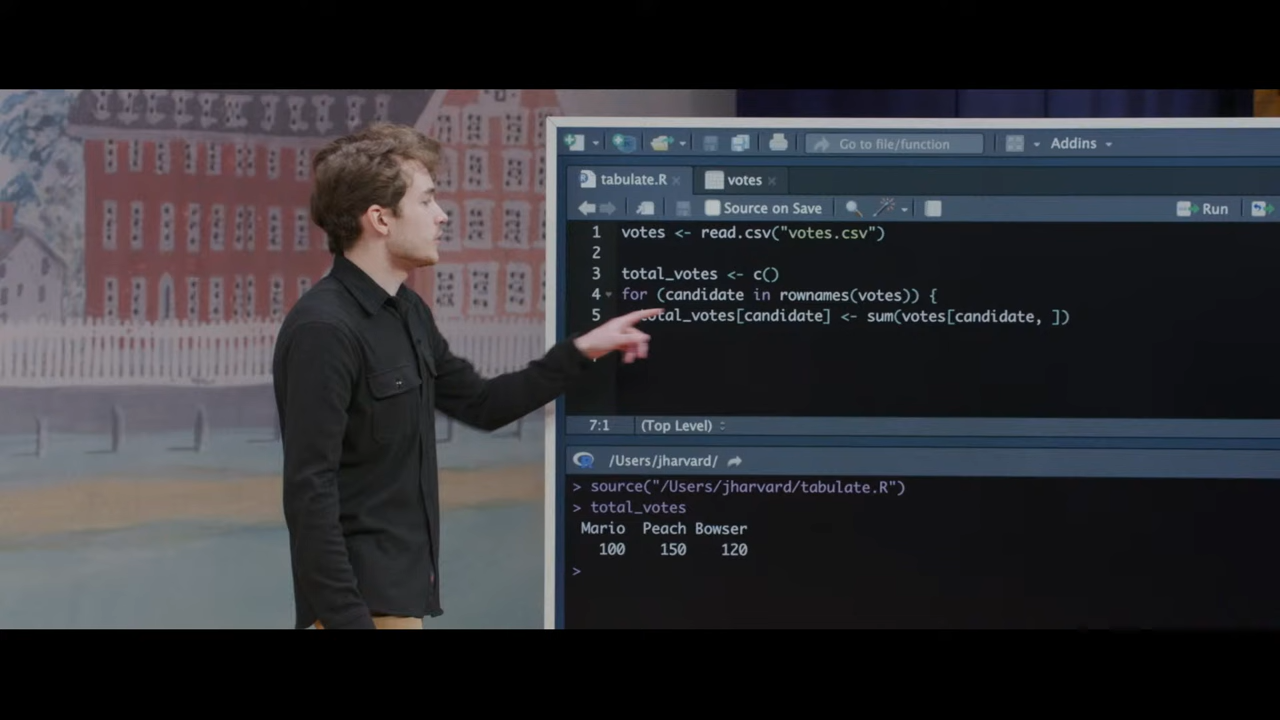 Go to file/function Addins
tabulate.R votes
Source on Save Run
1 votes <- read.csv("votes.csv")
2
3 total_votes <- c()
4 for (candidate in rownames(votes)) {
5 total_votes[candidate] <- sum(votes[candidate, ])
7:1 (Top Level)
/Users/jharvard/
> source("/Users/jharvard/tabulate.R")
> total_votes
Mario Peach Bowser
100 150 120
>